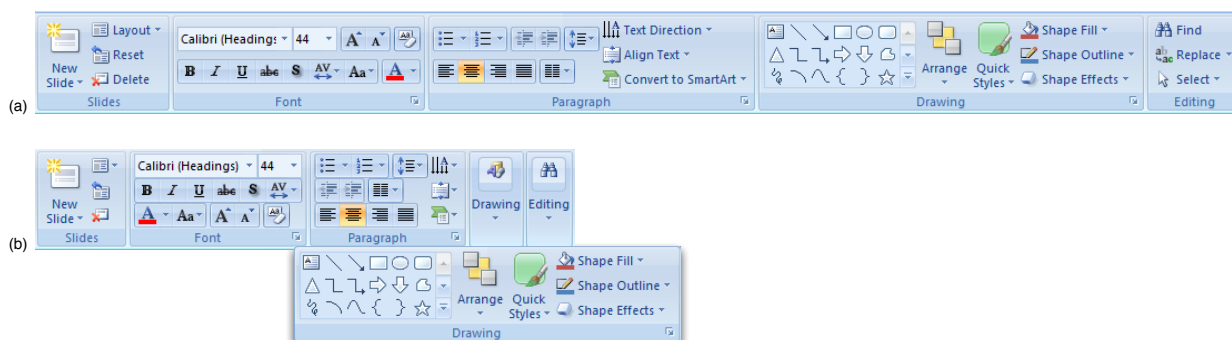 Layout
Reset
New
Slide
Delete
Slides
Calibri (Headings 44
A A
B I U abc S AV Aa A
Font
Text Direction
Align Text
Convert to SmartArt
Paragraph
A
Arrange
Quick
Styles
Shape Fill
Shape Outline
Shape Effects
Drawing
Find
ab
ac
Replace
Select
Editing
(a)
New
Slide
Slides
Calibri (Headings) 44
B I U abc S AV
A Aa A A
Font
Paragraph
Drawing
Editing
(b)
A
Arrange
Quick
Styles
Shape Fill
Shape Outline
Shape Effects
Drawing